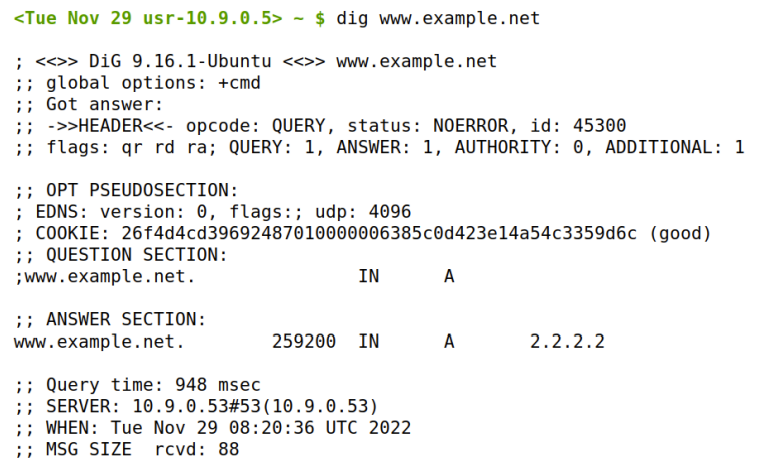 <Tue Nov 29 usr-10.9.0.5> ~ $ dig www.example.net
; <<>> DiG 9.16.1-Ubuntu <<>> www.example.net
;; global options: +cmd
;; Got answer:
;; ->>HEADER<<- opcode: QUERY, status: NOERROR, id: 45300
;; flags: qr rd ra; QUERY: 1, ANSWER: 1, AUTHORITY: 0, ADDITIONAL: 1
;; OPT PSEUDOSECTION:
; EDNS: version: 0, flags:; udp: 4096
; COOKIE: 26f4d4cd39692487010000006385c0d423e14a54c3359d6c (good)
;; QUESTION SECTION:
;www.example.net.               IN      A
;; ANSWER SECTION:
www.example.net.        259200  IN      A       2.2.2.2
;; Query time: 948 msec
;; SERVER: 10.9.0.53#53(10.9.0.53)
;; WHEN: Tue Nov 29 08:20:36 UTC 2022
;; MSG SIZE  rcvd: 88